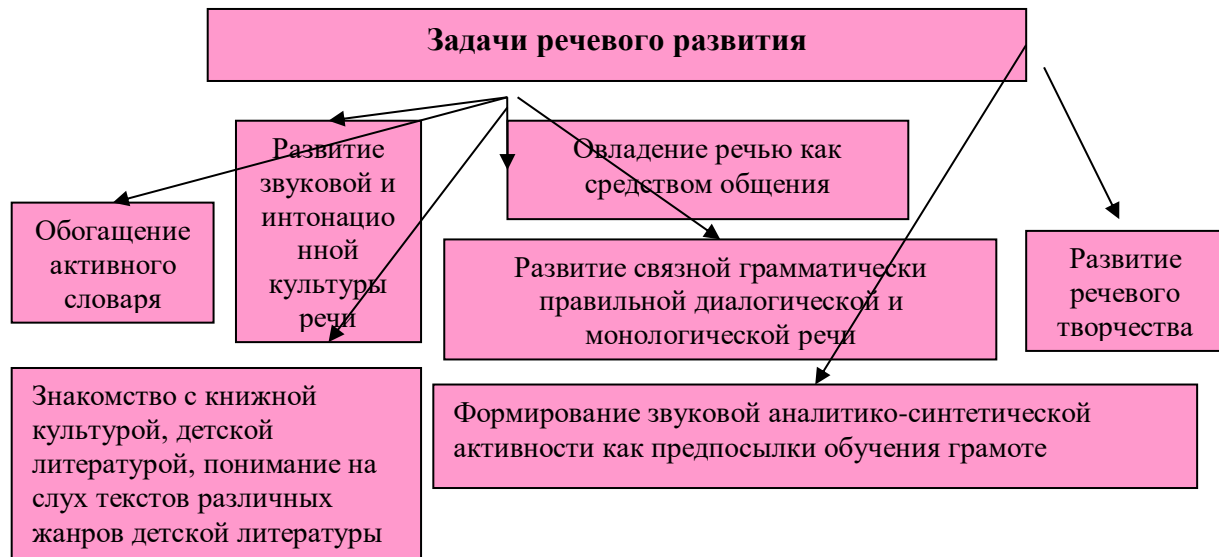 Задачи речевого развития
Развитие
звуковой и
интонацио
нной
культуры
речи
Овладение речью как
средством общения
Обогащение
активного
словаря
Развитие связной грамматически
правильной диалогической и
монологической речи
Развитие
речевого
творчества
Знакомство с книжной
культурой, детской
литературой, понимание на
слух текстов различных
жанров детской литературы
Формирование звуковой аналитико-синтетической
активности как предпосылки обучения грамоте